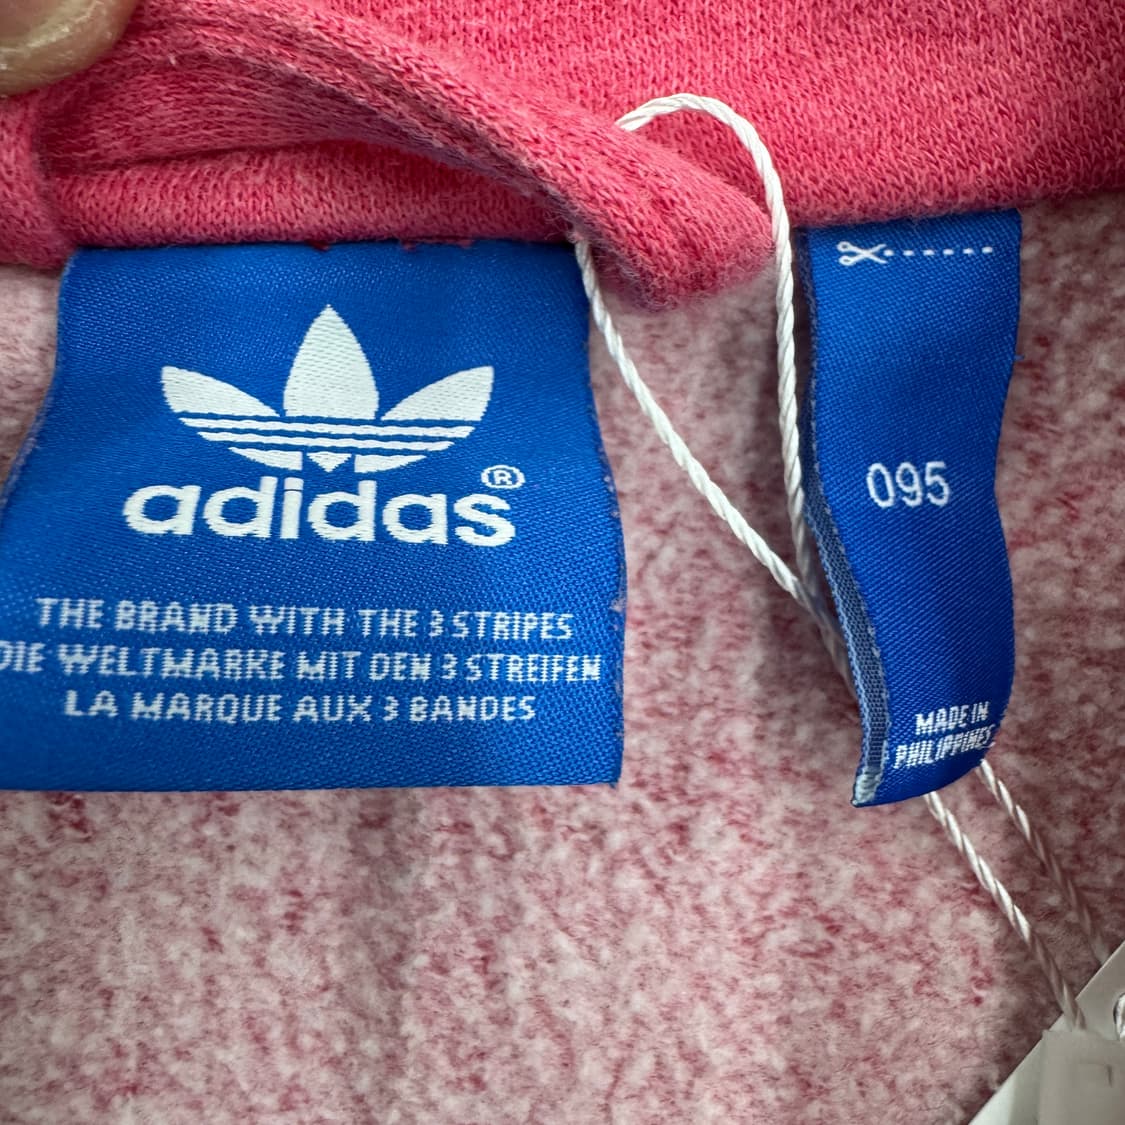 adidas®
THE BRAND WITH THE 3 STRIPES
DIE WELTMARKE MIT DEN 3 STREIFEN
LA MARQUE AUX 3 BANDES
095
MADE IN
PHILIPPINES